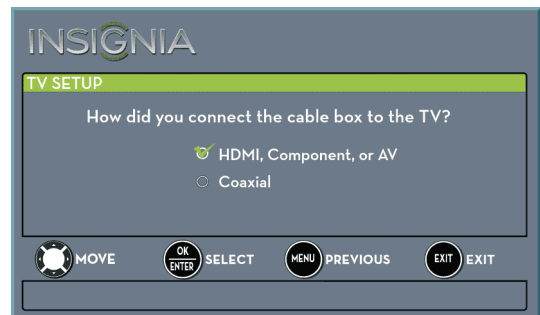 INSIGNIA
TV SETUP
How did you connect the cable box to the TV?
HDMI, Component, or AV
Coaxial
MOVE OK ENTER SELECT MENU PREVIOUS EXIT EXIT